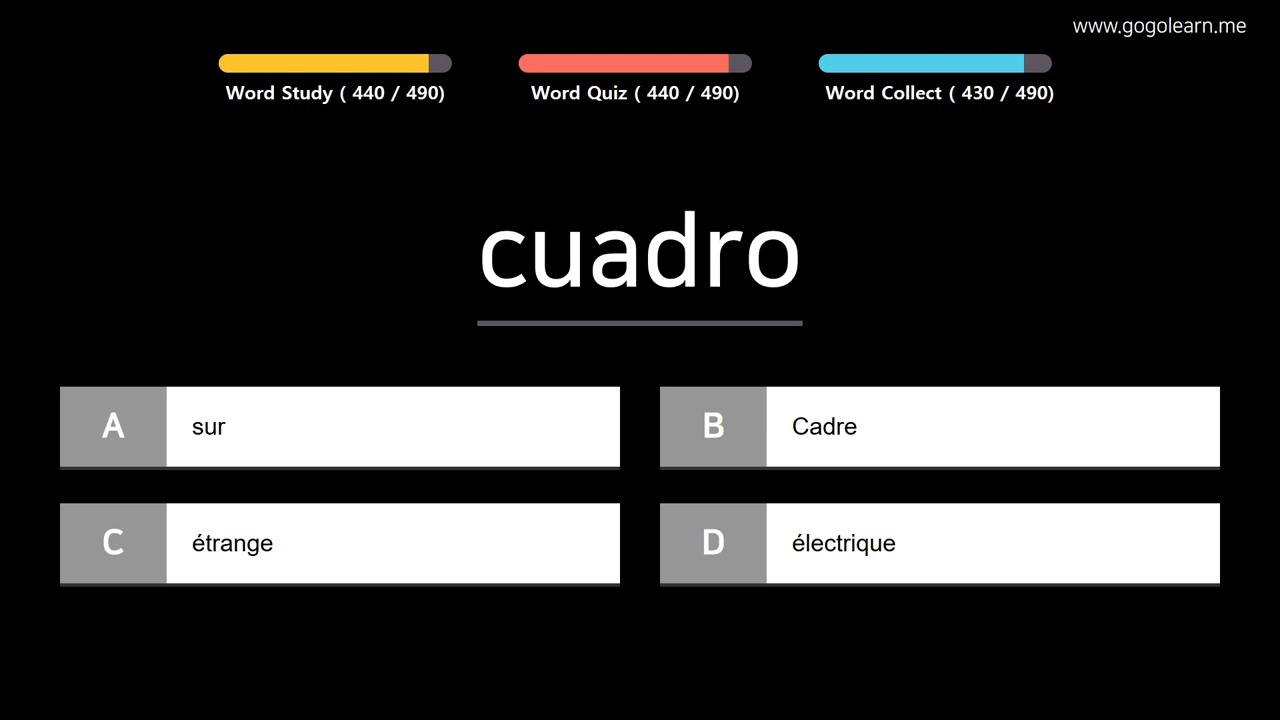 www.gogolearn.me
Word Study ( 440 / 490)
Word Quiz ( 440 / 490)
Word Collect ( 430 / 490)
cuadro
A sur
B Cadre
C étrange
D électrique